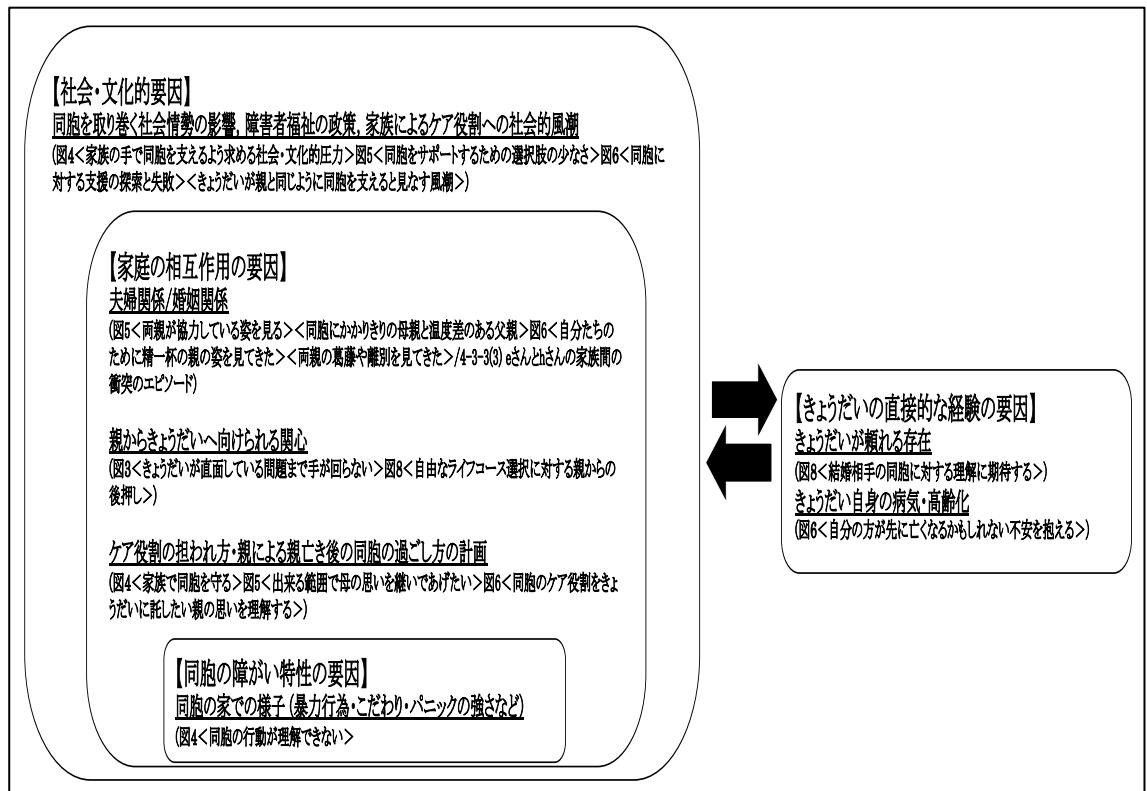 【社会・文化的要因】
同胞を取り巻く社会情勢の影響, 障害者福祉の政策, 家族によるケア役割への社会的風潮
(図4<家族の手で同胞を支えるよう求める社会・文化的圧力>図5<同胞をサポートするための選択肢の少なさ>図6<同胞に
対する支援の探索と失敗><きょうだいが親と同じように同胞を支えると見なす風潮>)
【家庭の相互作用の要因】
夫婦関係/婚姻関係
(図5<両親が協力している姿を見る><同胞にかかりきりの母親と温度差のある父親>図6<自分たちの
ために精一杯の親の姿を見てきた><両親の葛藤や離別を見てきた>/4-3-3(3) eさんとhさんの家族間の
衝突のエピソード)
親からきょうだいへ向けられる関心
(図3<きょうだいが直面している問題まで手が回らない>図8<自由なライフコース選択に対する親からの
後押し>)
ケア役割の担われ方・親による親亡き後の同胞の過ごし方の計画
(図4<家族で同胞を守る>図5<出来る範囲で母の思いを継いであげたい>図6<同胞のケア役割をきょ
うだいに託したい親の思いを理解する>)
【同胞の障がい特性の要因】
同胞の家での様子(暴力行為・こだわり・パニックの強さなど)
(図4<同胞の行動が理解できない>
【きょうだいの直接的な経験の要因】
きょうだいが頼れる存在
(図8<結婚相手の同胞に対する理解に期待する>)
きょうだい自身の病気・高齢化
(図6<自分の方が先に亡くなるかもしれない不安を抱える>)